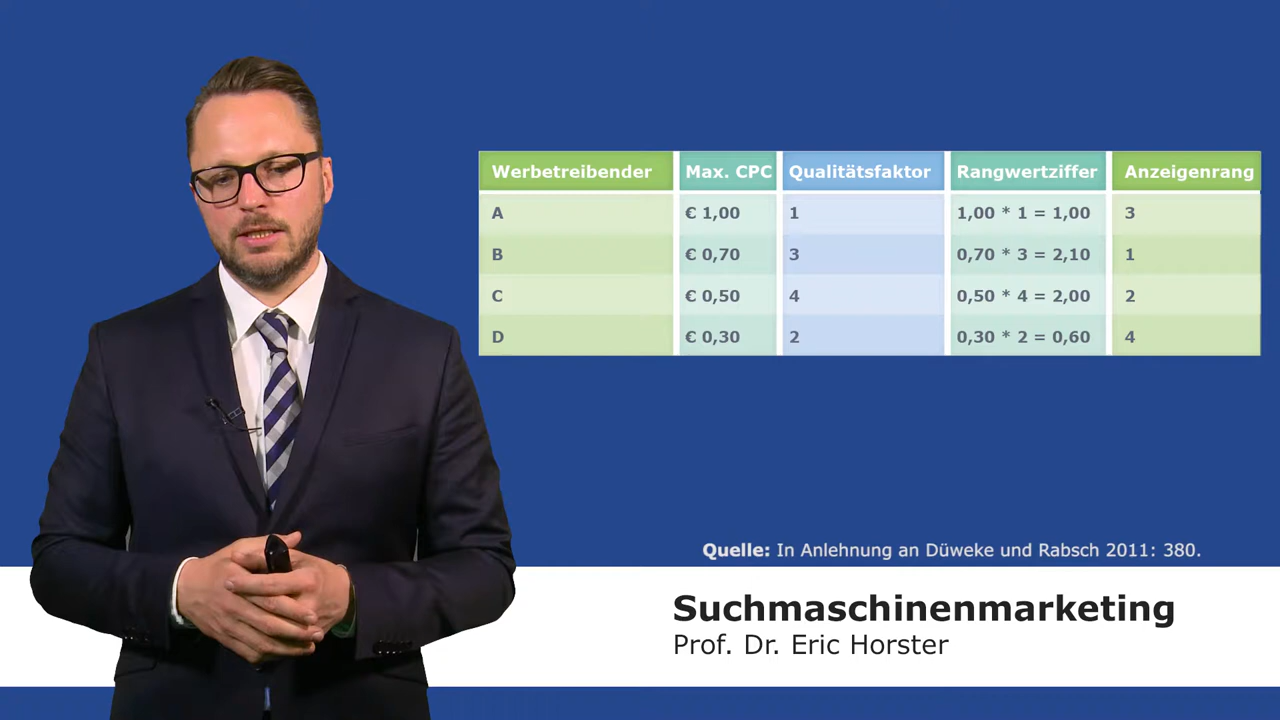 Werbetreibender Max. CPC Qualitätsfaktor Rangwertziffer Anzeigenrang
A € 1,00 1 1,00 * 1 = 1,00 3
B € 0,70 3 0,70 * 3 = 2,10 1
C € 0,50 4 0,50 * 4 = 2,00 2
D € 0,30 2 0,30 * 2 = 0,60 4
Quelle: In Anlehnung an Düweke und Rabsch 2011: 380.
Suchmaschinenmarketing
Prof. Dr. Eric Horster